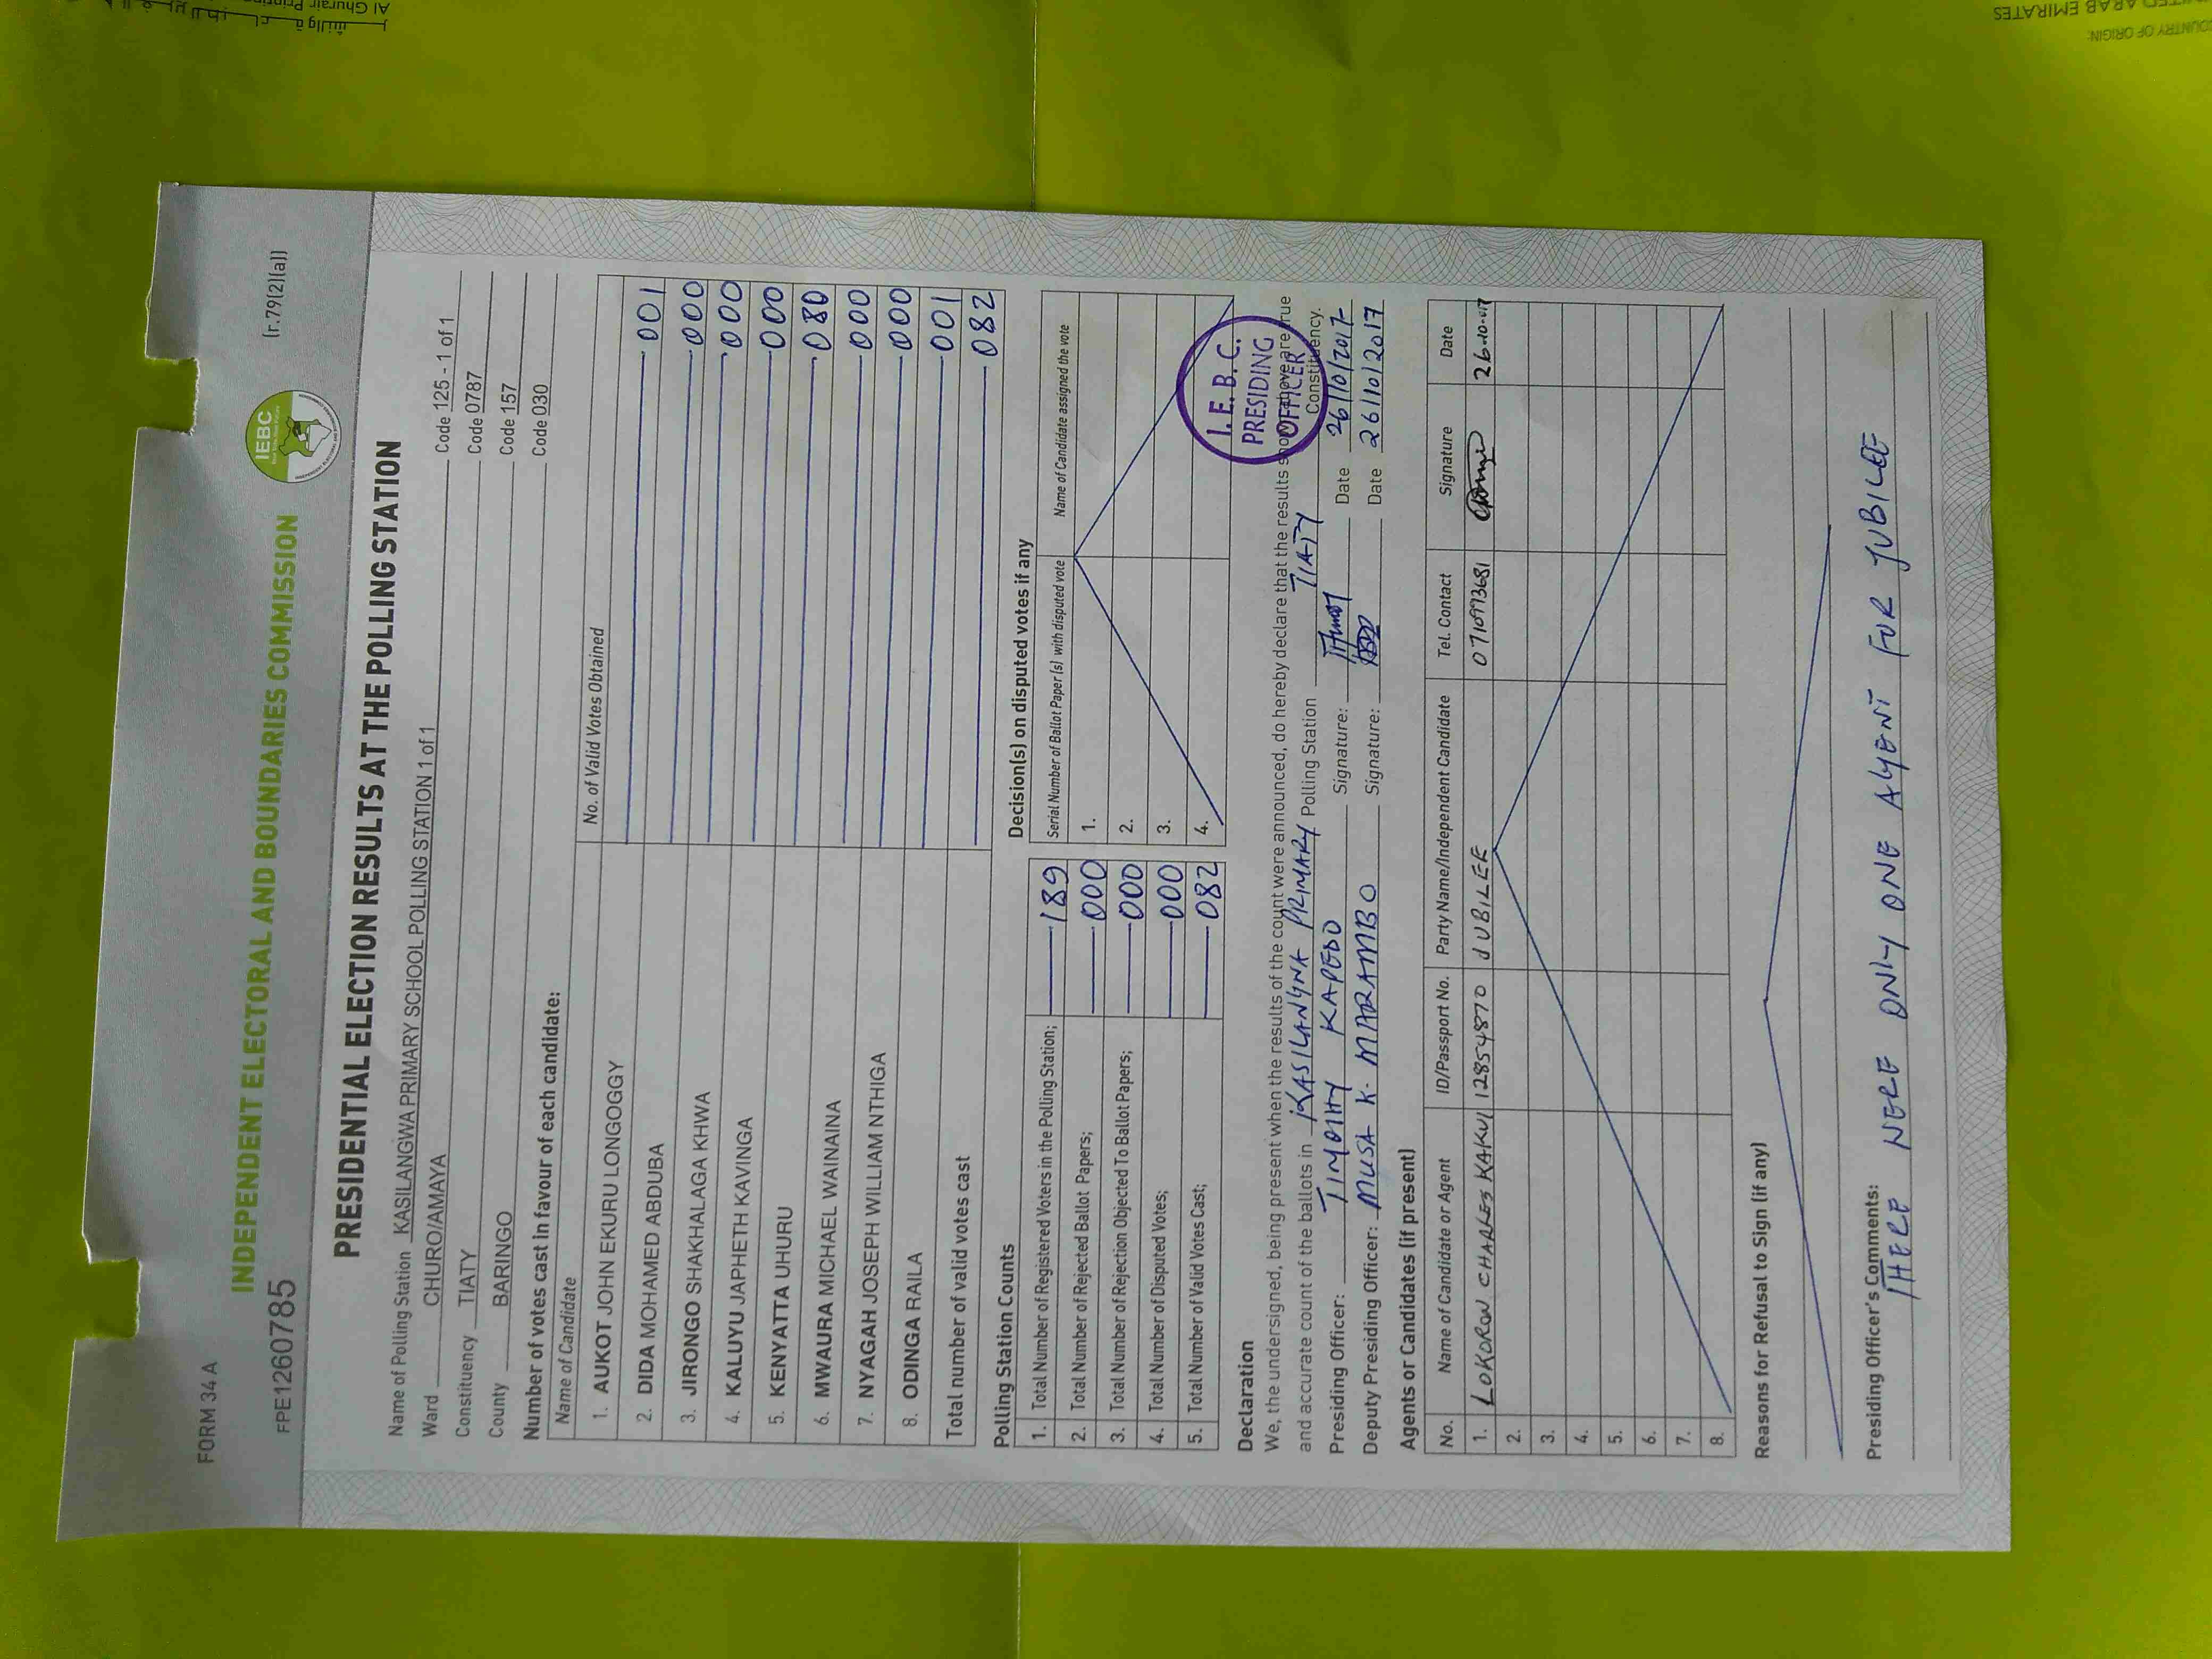 FORM 34 A
INDEPENDENT ELECTORAL AND BOUNDARIES COMMISSION
IEBC
(r.79(2)(a))
FPE1260785
PRESIDENTIAL ELECTION RESULTS AT THE POLLING STATION
Name of Polling Station KASILANGWA PRIMARY SCHOOL POLLING STATION 1 of 1 Code 125 - 1 of 1
Ward CHURO/AMAYA Code 0787
Constituency TIATY Code 157
County BARINGO Code 030
Number of votes cast in favour of each candidate:
Name of Candidate No. of Valid Votes Obtained
1. AUKOT JOHN EKURU LONGOGGY 001
2. DIDA MOHAMED ABDUBA 000
3. JIRONGO SHAKHALAGA KHWA 000
4. KALUYU JAPHETH KAVINGA 000
5. KENYATTA UHURU 080
6. MWAURA MICHAEL WAINAINA 000
7. NYAGAH JOSEPH WILLIAM NTHIGA 000
8. ODINGA RAILA 001
Total number of valid votes cast 082
Polling Station Counts
1. Total Number of Registered Voters in the Polling Station; 189
2. Total Number of Rejected Ballot Papers; 000
3. Total Number of Rejection Objected To Ballot Papers; 000
4. Total Number of Disputed Votes; 000
5. Total Number of Valid Votes Cast; 082
Decision(s) on disputed votes if any
Serial Number of Ballot Paper (s) with disputed vote Name of Candidate assigned the vote
1.
2.
3.
4.
I.E.B.C.
PRESIDING
OFFICER
Declaration
We, the undersigned, being present when the results of the count were announced, do hereby declare that the results shown above are true
and accurate count of the ballots in KASILANGWA PRIMARY Polling Station TIATY Constituency.
Presiding Officer: TIMOTHY KAPEDO Signature: Date 26/10/2017
Deputy Presiding Officer: MUSA K. MARAMBO Signature: Date 26/10/2017
Agents or Candidates (if present)
No. Name of Candidate or Agent ID/Passport No. Party Name/Independent Candidate Tel. Contact Signature Date
1. LOKORON CHARLES KAKUI 12854870 JUBILEE 26-10-017
2.
3.
4.
5.
6.
7.
8.
Reasons for Refusal to Sign (if any)
Presiding Officer's Comments:
THERE WERE ONLY ONE AGENT FOR JUBILEE
COUNTRY OF ORIGIN:
UNITED ARAB EMIRATES